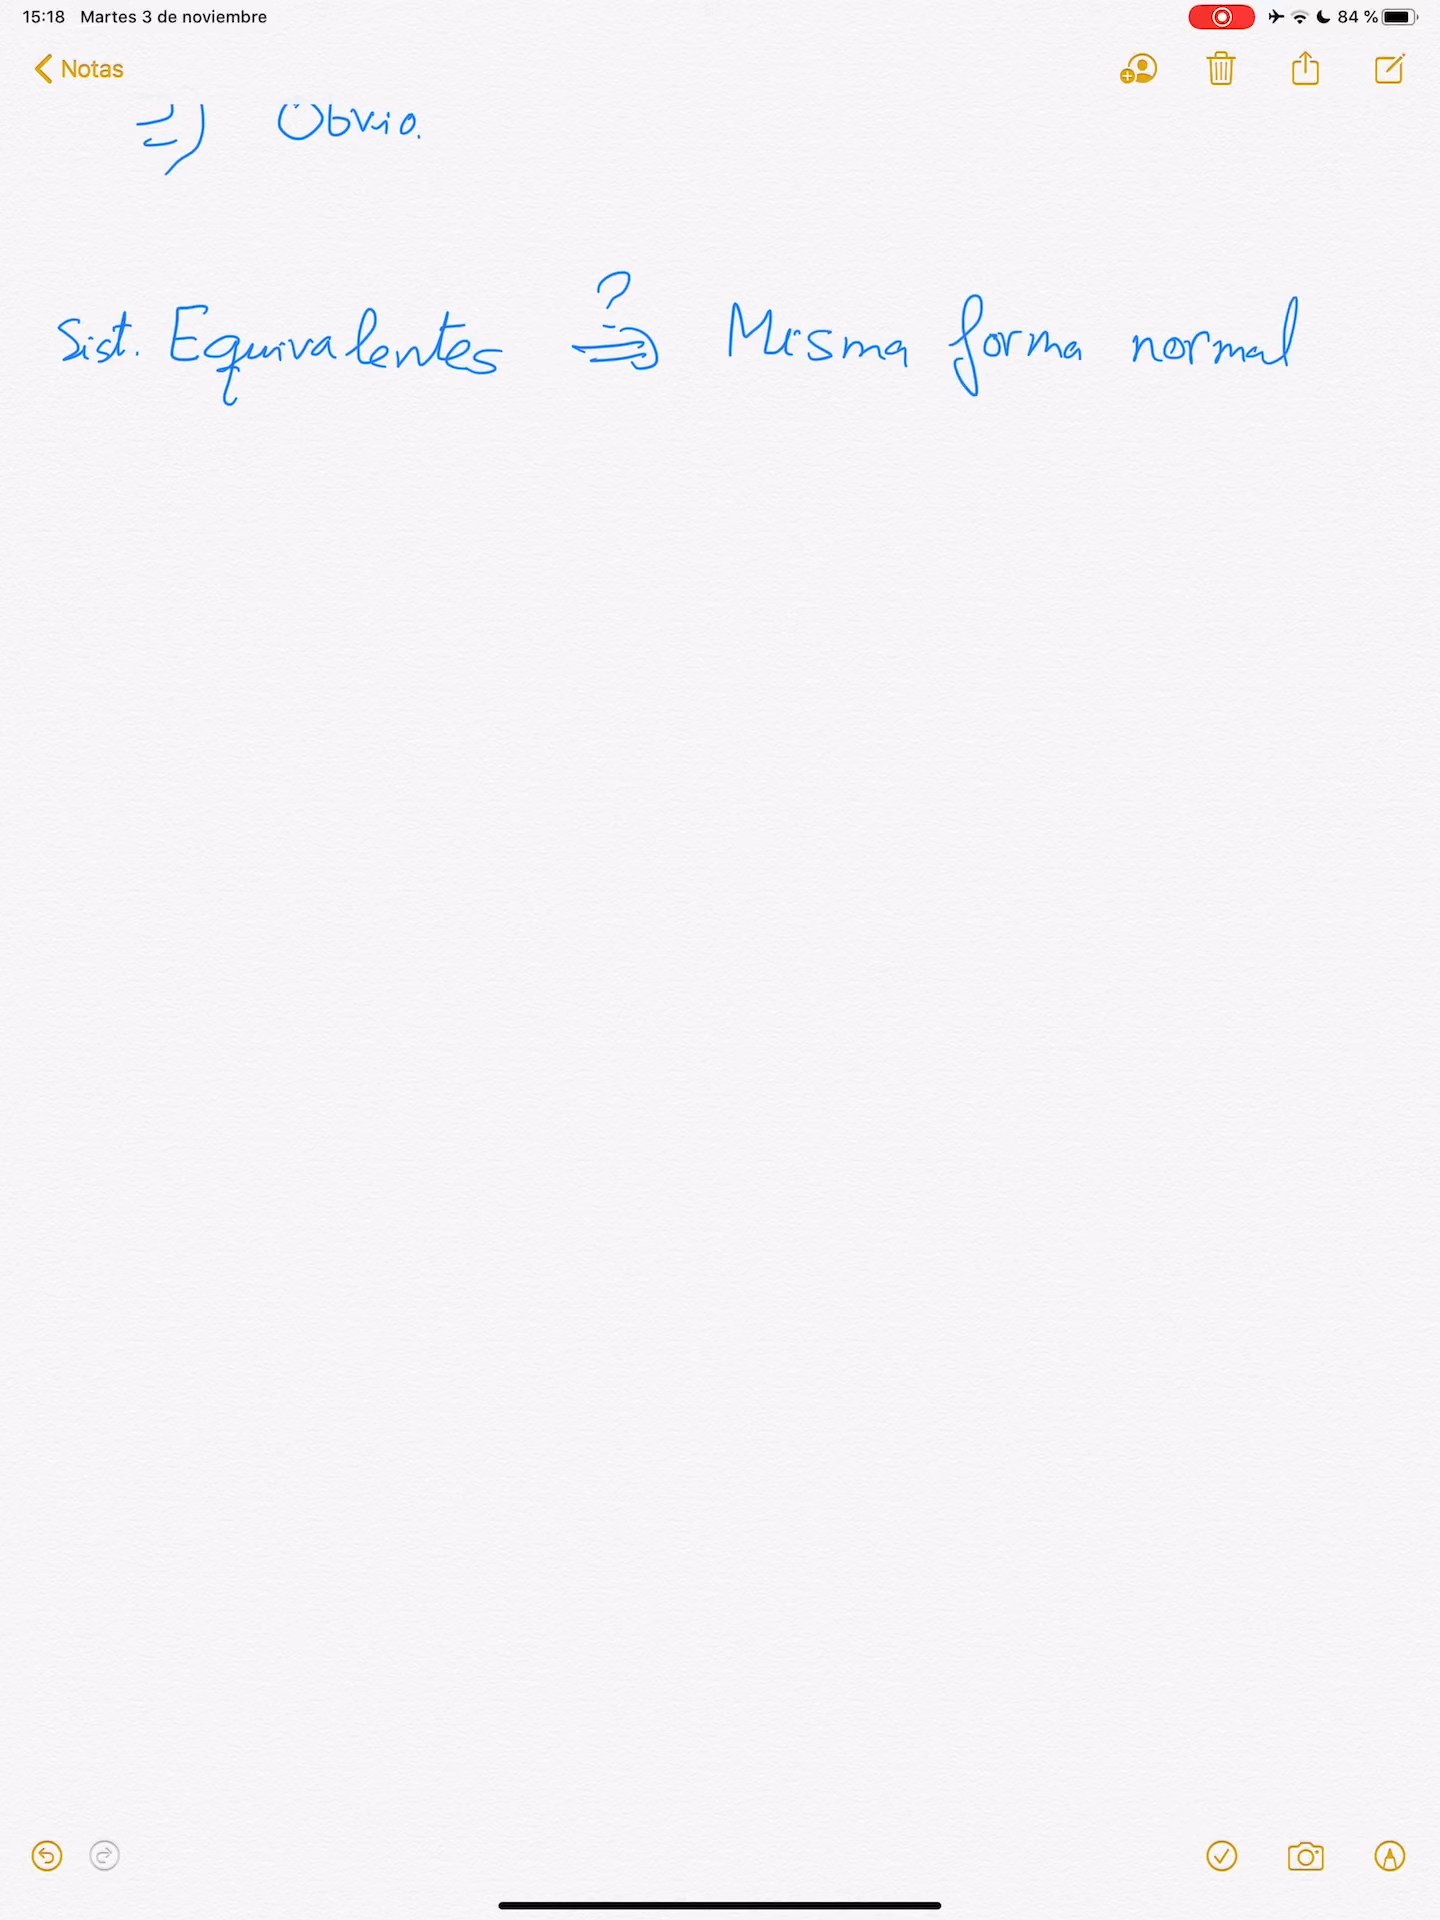 15:18 Martes 3 de noviembre 84 %
Notas
⇒) Obvio.
?
Sist. Equivalentes ⇒ Misma forma normal